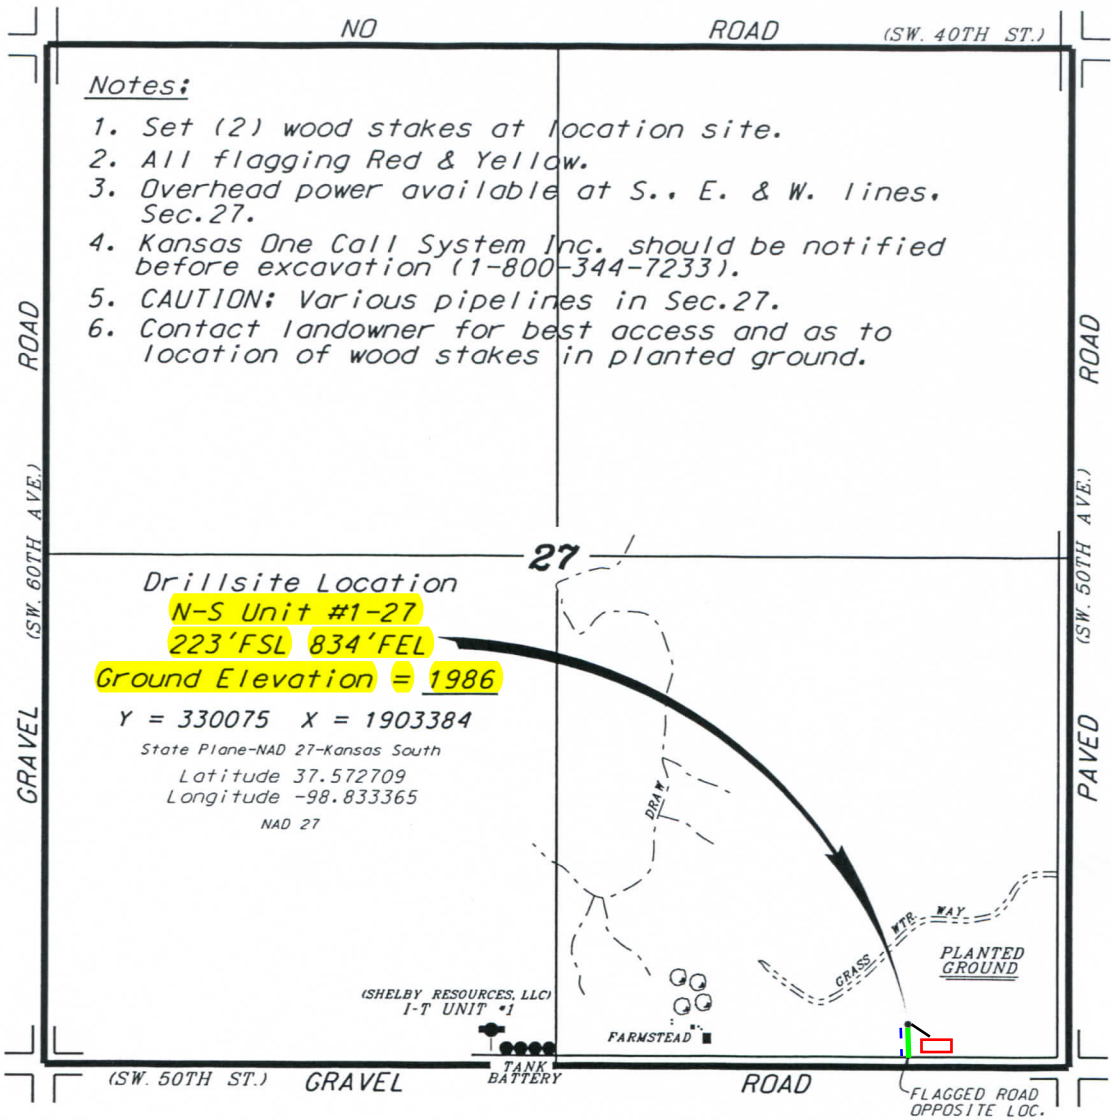 NO ROAD (SW. 40TH ST.)
Notes:
1. Set (2) wood stakes at location site.
2. All flagging Red & Yellow.
3. Overhead power available at S., E. & W. lines,
Sec.27.
4. Kansas One Call System Inc. should be notified
before excavation (1-800-344-7233).
5. CAUTION: Various pipelines in Sec.27.
6. Contact landowner for best access and as to
location of wood stakes in planted ground.
ROAD
(SW. 60TH AVE.)
GRAVEL
ROAD
(SW. 50TH AVE.)
PAVED
27
Drillsite Location
N-S Unit #1-27
223'FSL 834'FEL
Ground Elevation = 1986
Y = 330075 X = 1903384
State Plane-NAD 27-Kansas South
Latitude 37.572709
Longitude -98.833365
NAD 27
DRAW
GRASS WTR. WAY
PLANTED
GROUND
(SHELBY RESOURCES, LLC)
I-T UNIT #1
FARMSTEAD
TANK
BATTERY
(SW. 50TH ST.) GRAVEL ROAD
FLAGGED ROAD
OPPOSITE LOC.